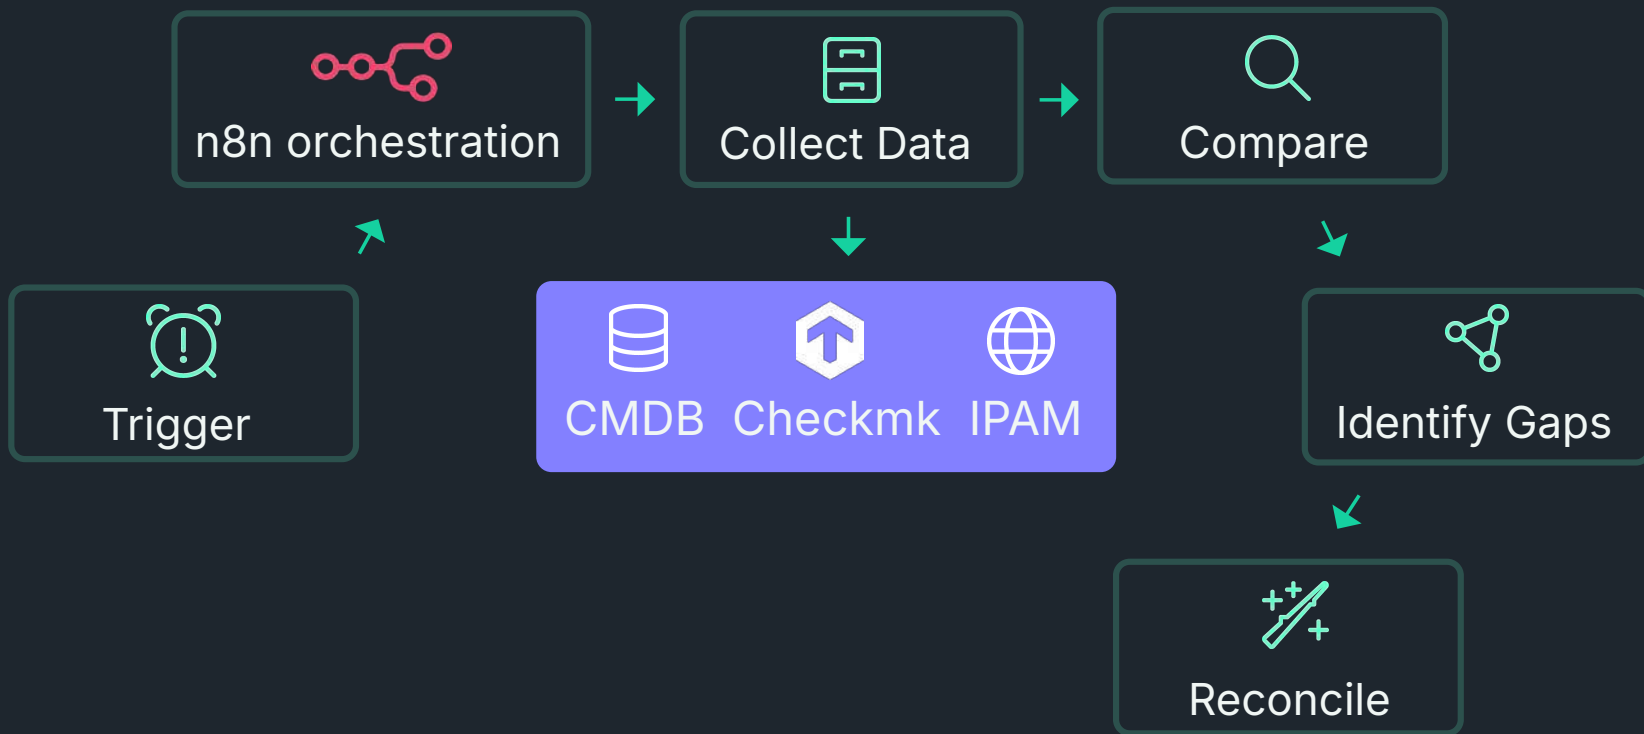 n8n orchestration
Collect Data
Compare
Trigger
CMDB
Checkmk
IPAM
Identify Gaps
Reconcile